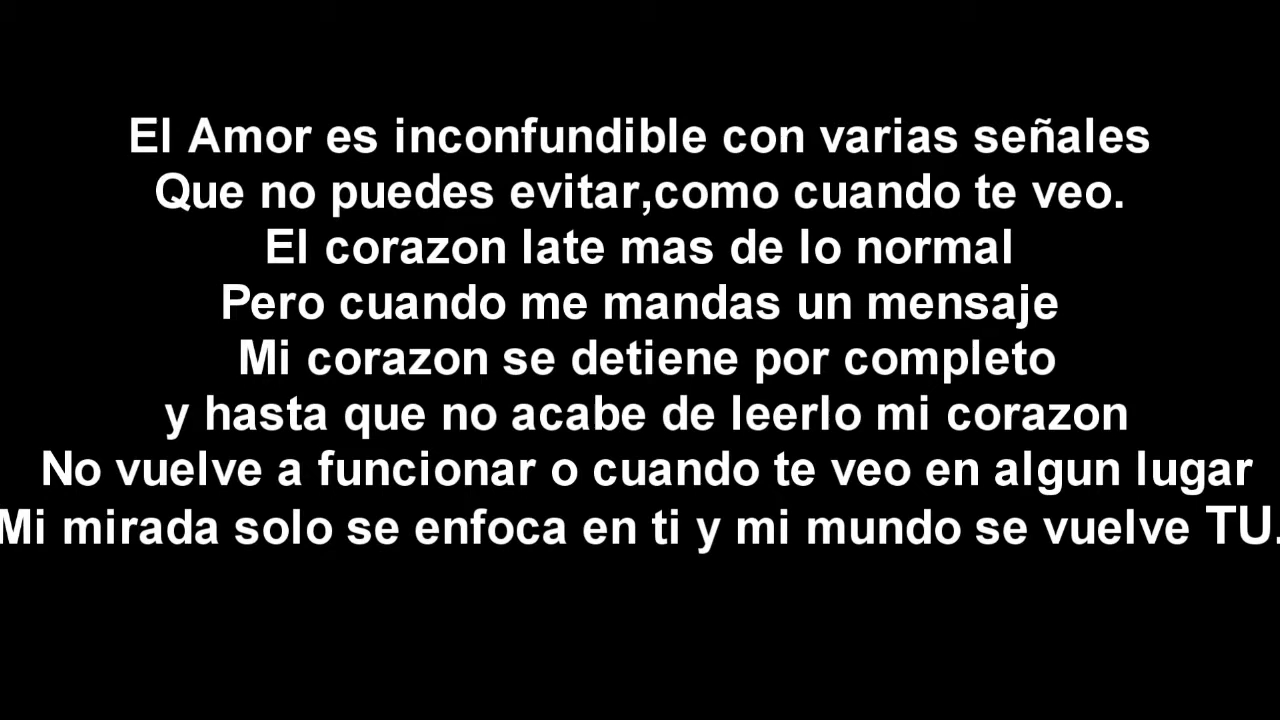 El Amor es inconfundible con varias señales
Que no puedes evitar,como cuando te veo.
El corazon late mas de lo normal
Pero cuando me mandas un mensaje
Mi corazon se detiene por completo
y hasta que no acabe de leerlo mi corazon
No vuelve a funcionar o cuando te veo en algun lugar
Mi mirada solo se enfoca en ti y mi mundo se vuelve TU.